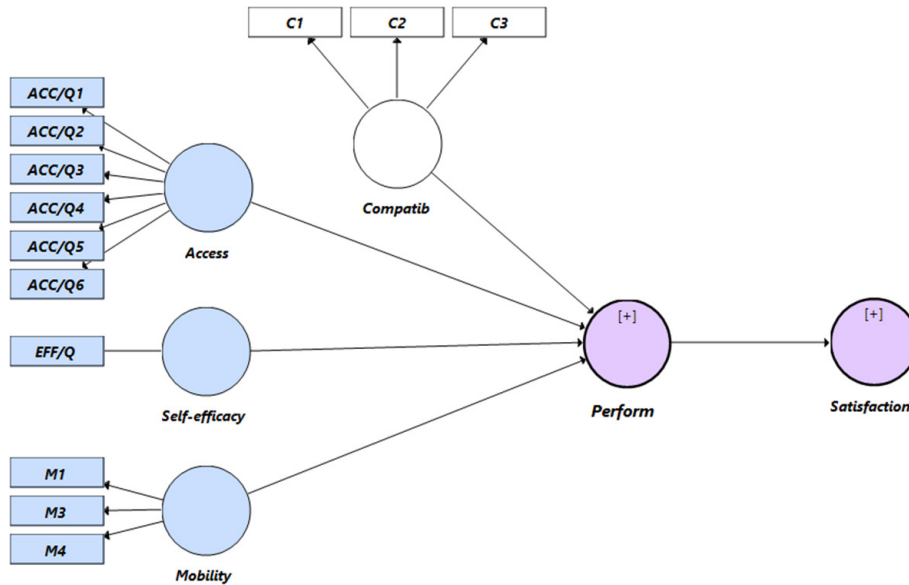 C1
C2
C3
ACC/Q1
ACC/Q2
ACC/Q3
ACC/Q4
ACC/Q5
ACC/Q6
Access
Compatib
EFF/Q
Self-efficacy
[+]
Perform
[+]
Satisfaction
M1
M3
M4
Mobility